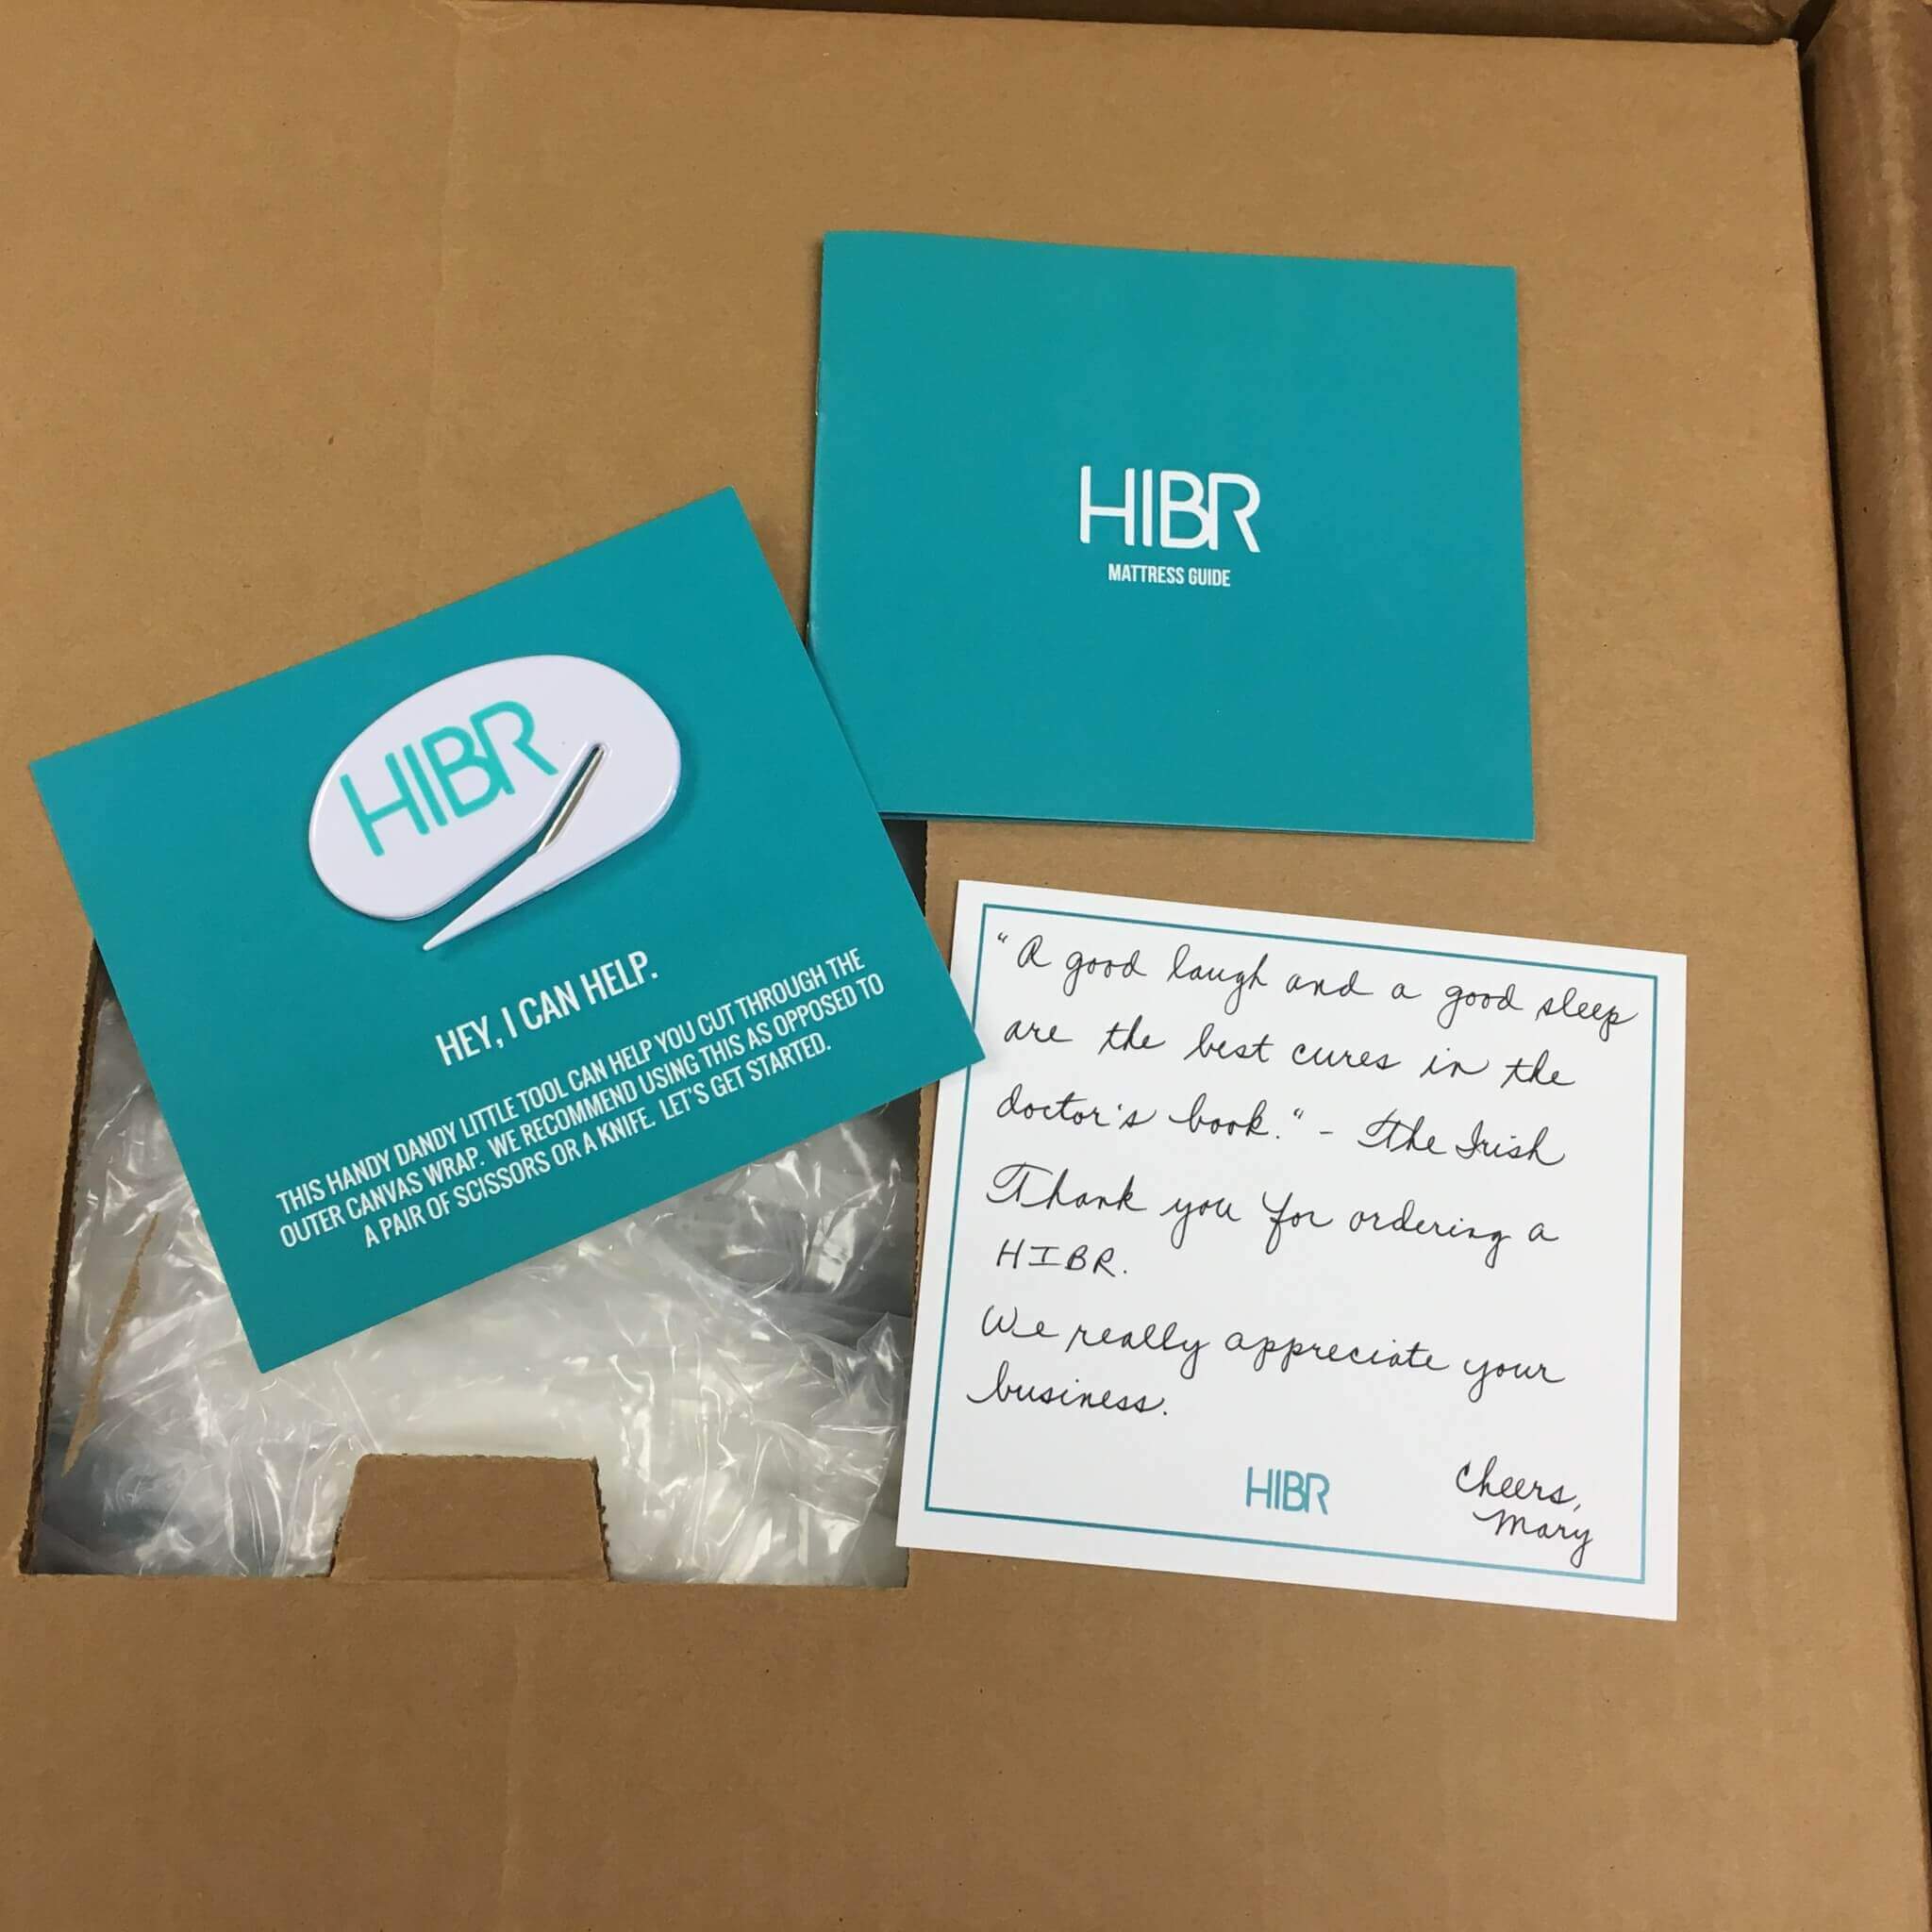 HIBR
MATTRESS GUIDE
HIBR
HEY, I CAN HELP.
THIS HANDY DANDY LITTLE TOOL CAN HELP YOU CUT THROUGH THE
OUTER CANVAS WRAP. WE RECOMMEND USING THIS AS OPPOSED TO
A PAIR OF SCISSORS OR A KNIFE. LET'S GET STARTED.
"A good laugh and a good sleep
are the best cures in the
doctor's book." - The Irish
Thank you for ordering a
HIBR.
We really appreciate your
business.
HIBR
Cheers,
Mary